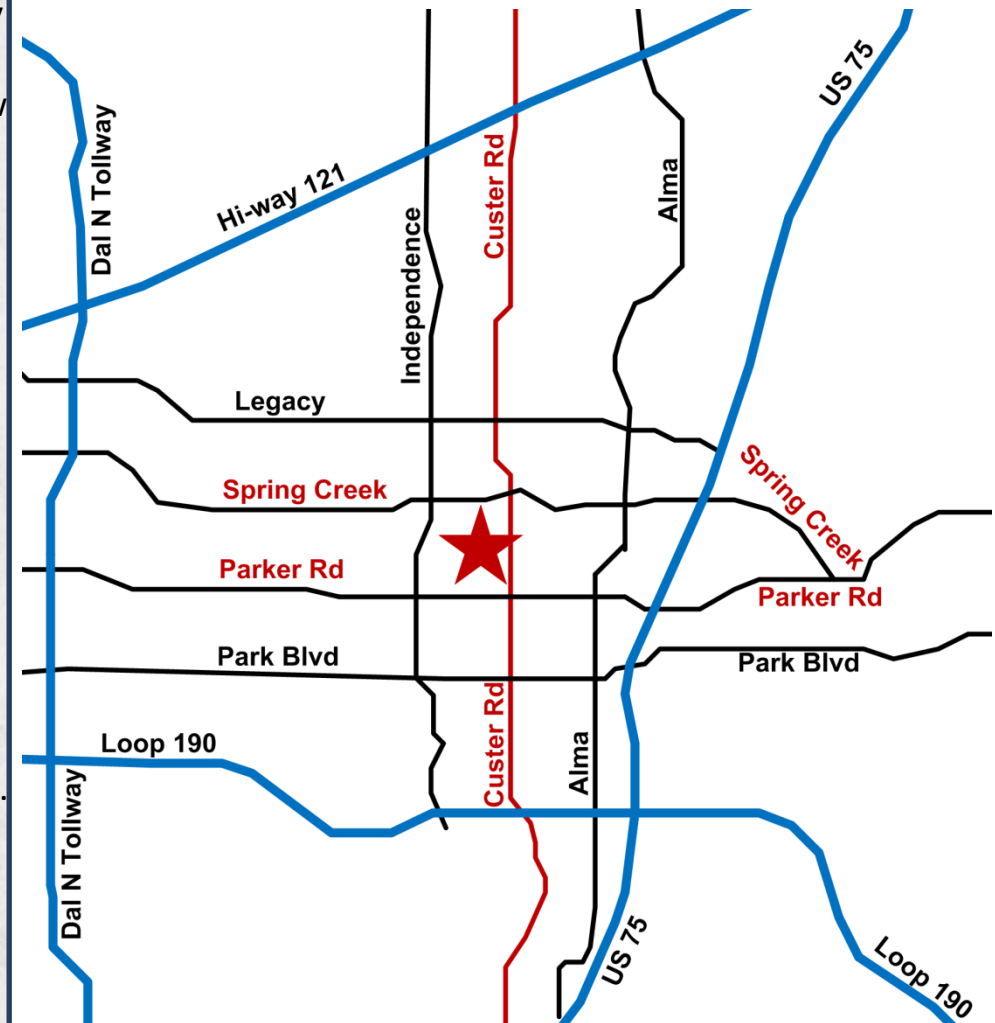 US 75
Dal N Tollway
Custer Rd
Alma
Hi-way 121
Independence
Legacy
Spring Creek
Spring Creek
Parker Rd
Parker Rd
Park Blvd
Park Blvd
Custer Rd
Loop 190
Alma
Dal N Tollway
US 75
Loop 190